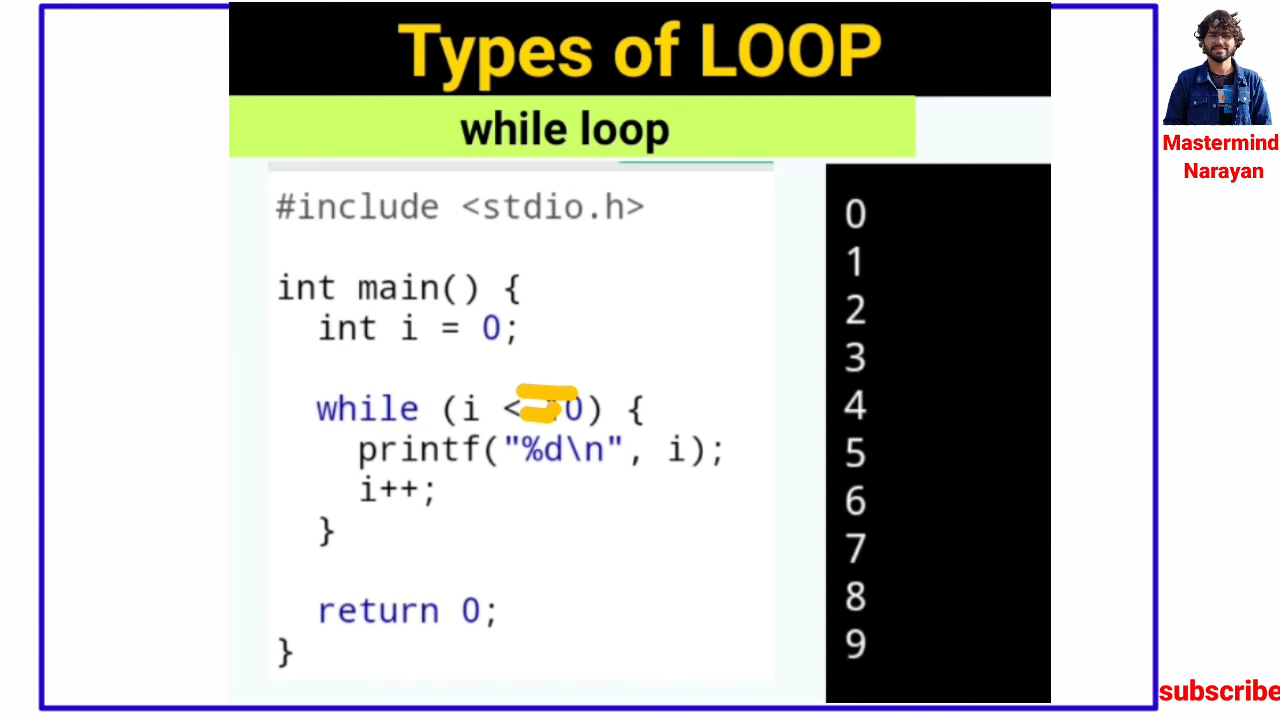 Types of LOOP
while loop
#include <stdio.h>
int main() {
int i = 0;
while (i < 0) {
printf("%d\n", i);
i++;
}
return 0;
}
0
1
2
3
4
5
6
7
8
9
Mastermind
Narayan
subscribe